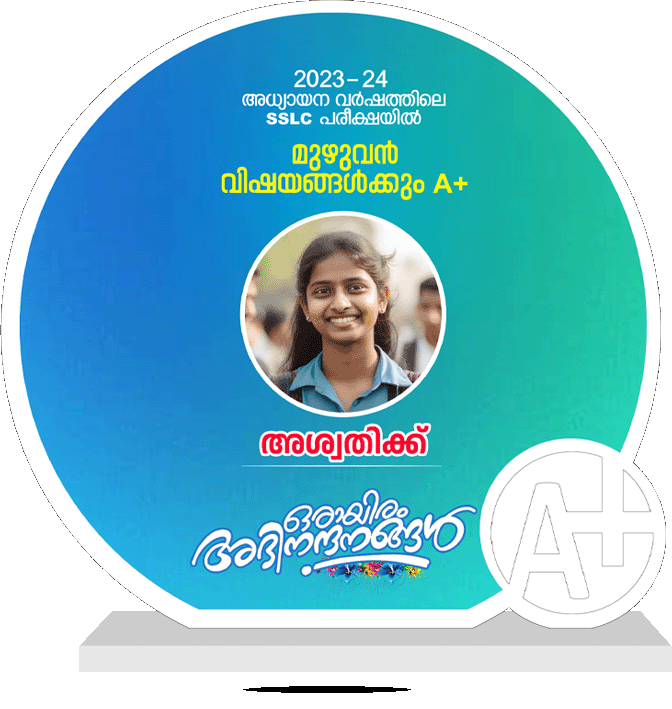 2023-24
അധ്യായന വർഷത്തിലെ
SSLC പരീക്ഷയിൽ
മുഴുവൻ
വിഷയങ്ങൾക്കും A+
അശ്വതിക്ക്
ഒരായിരം
അഭിനന്ദനങ്ങൾ
A+